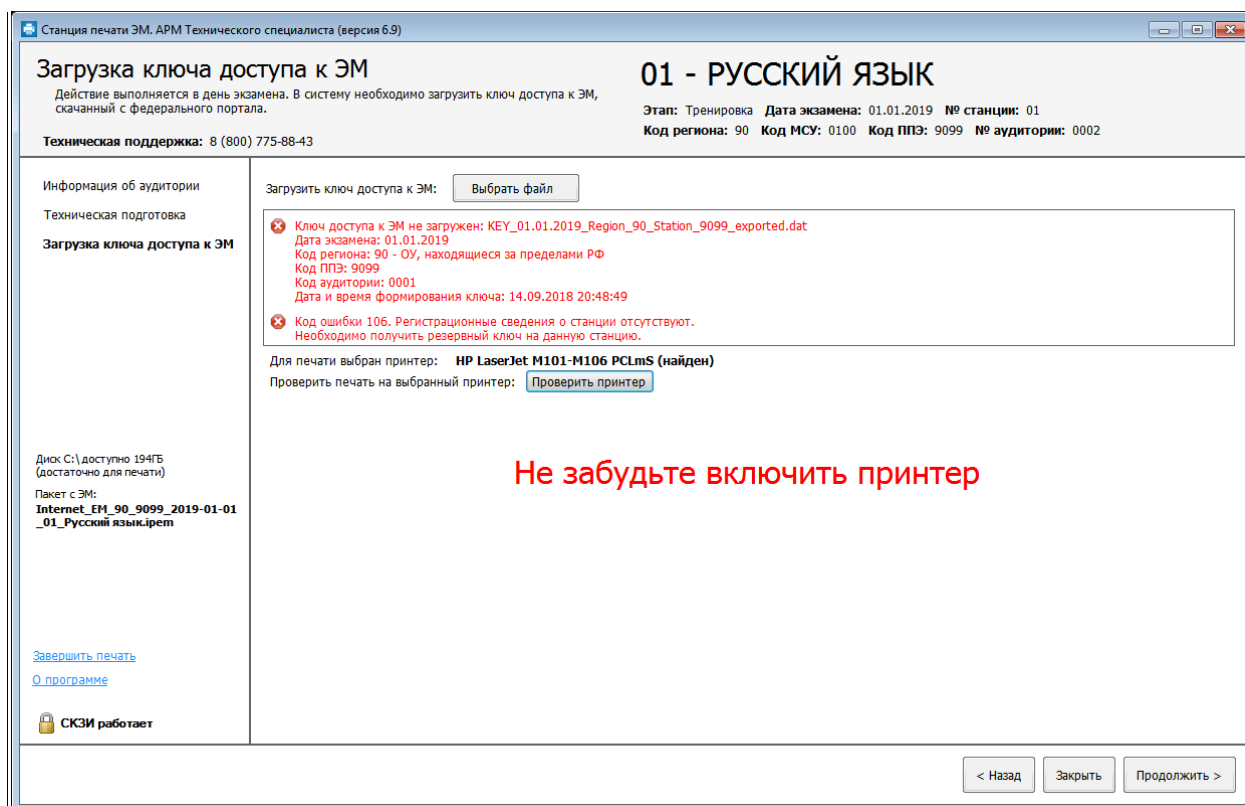 Станция печати ЭМ. АРМ Технического специалиста (версия 6.9)
Загрузка ключа доступа к ЭМ
Действие выполняется в день экзамена. В систему необходимо загрузить ключ доступа к ЭМ,
скачанный с федерального портала.
Техническая поддержка: 8 (800) 775-88-43
01 - РУССКИЙ ЯЗЫК
Этап: Тренировка Дата экзамена: 01.01.2019 № станции: 01
Код региона: 90 Код МСУ: 0100 Код ППЭ: 9099 № аудитории: 0002
Информация об аудитории
Техническая подготовка
Загрузка ключа доступа к ЭМ
Диск C:\ доступно 194ГБ
(достаточно для печати)
Пакет с ЭМ:
Internet_EM_90_9099_2019-01-01
_01_Русский язык.ipem
Завершить печать
О программе
СКЗИ работает
Загрузить ключ доступа к ЭМ: Выбрать файл
Ключ доступа к ЭМ не загружен: KEY_01.01.2019_Region_90_Station_9099_exported.dat
Дата экзамена: 01.01.2019
Код региона: 90 - ОУ, находящиеся за пределами РФ
Код ППЭ: 9099
Код аудитории: 0001
Дата и время формирования ключа: 14.09.2018 20:48:49
Код ошибки 106. Регистрационные сведения о станции отсутствуют.
Необходимо получить резервный ключ на данную станцию.
Для печати выбран принтер: HP LaserJet M101-M106 PCLmS (найден)
Проверить печать на выбранный принтер: Проверить принтер
Не забудьте включить принтер
< Назад Закрыть Продолжить >